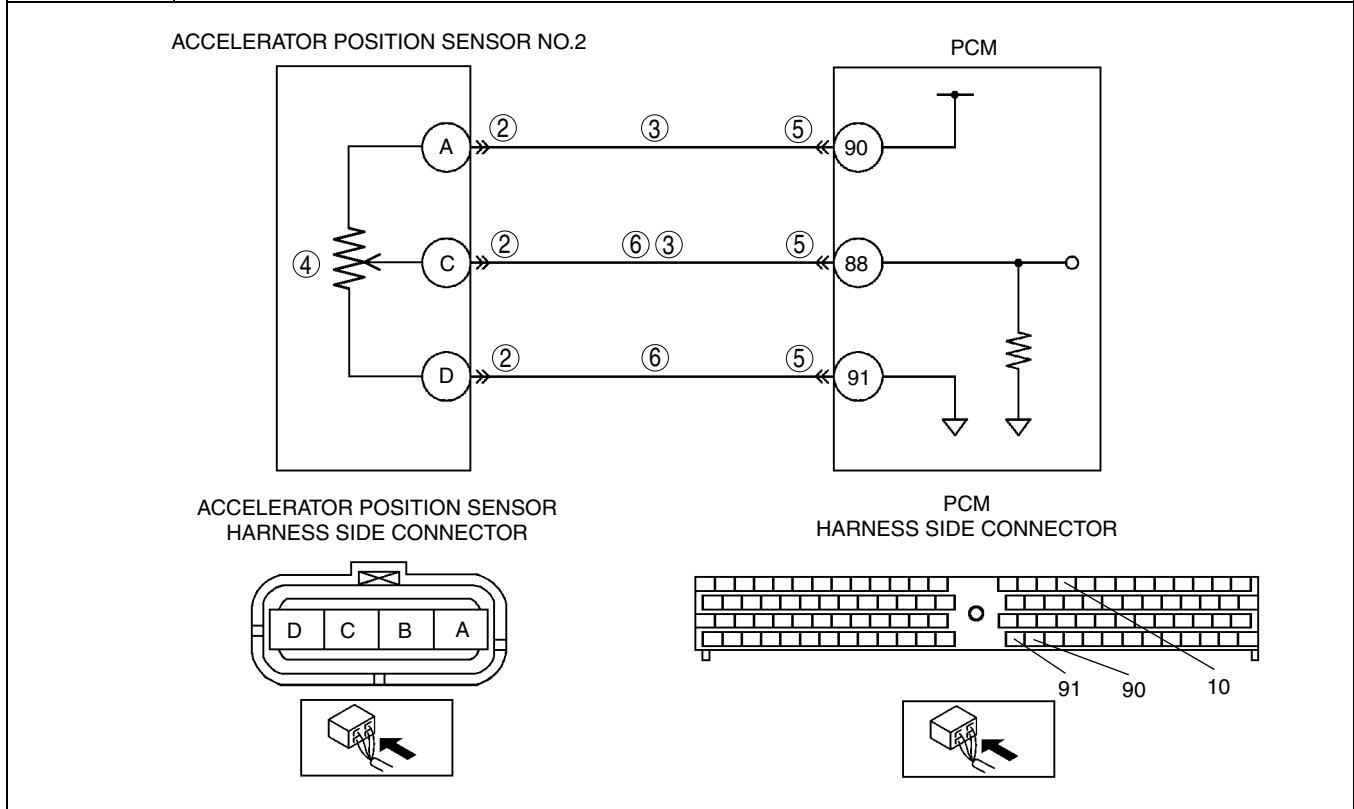 ACCELERATOR POSITION SENSOR NO.2
PCM
A ② ③ ⑤ 90
④ C ② ⑥ ③ ⑤ 88
D ② ⑥ ⑤ 91
ACCELERATOR POSITION SENSOR
HARNESS SIDE CONNECTOR
PCM
HARNESS SIDE CONNECTOR
D C B A
91 90 10